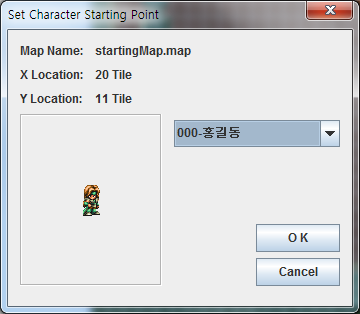 Set Character Starting Point
Map Name: startingMap.map
X Location: 20 Tile
Y Location: 11 Tile
000-홍길동
O K
Cancel